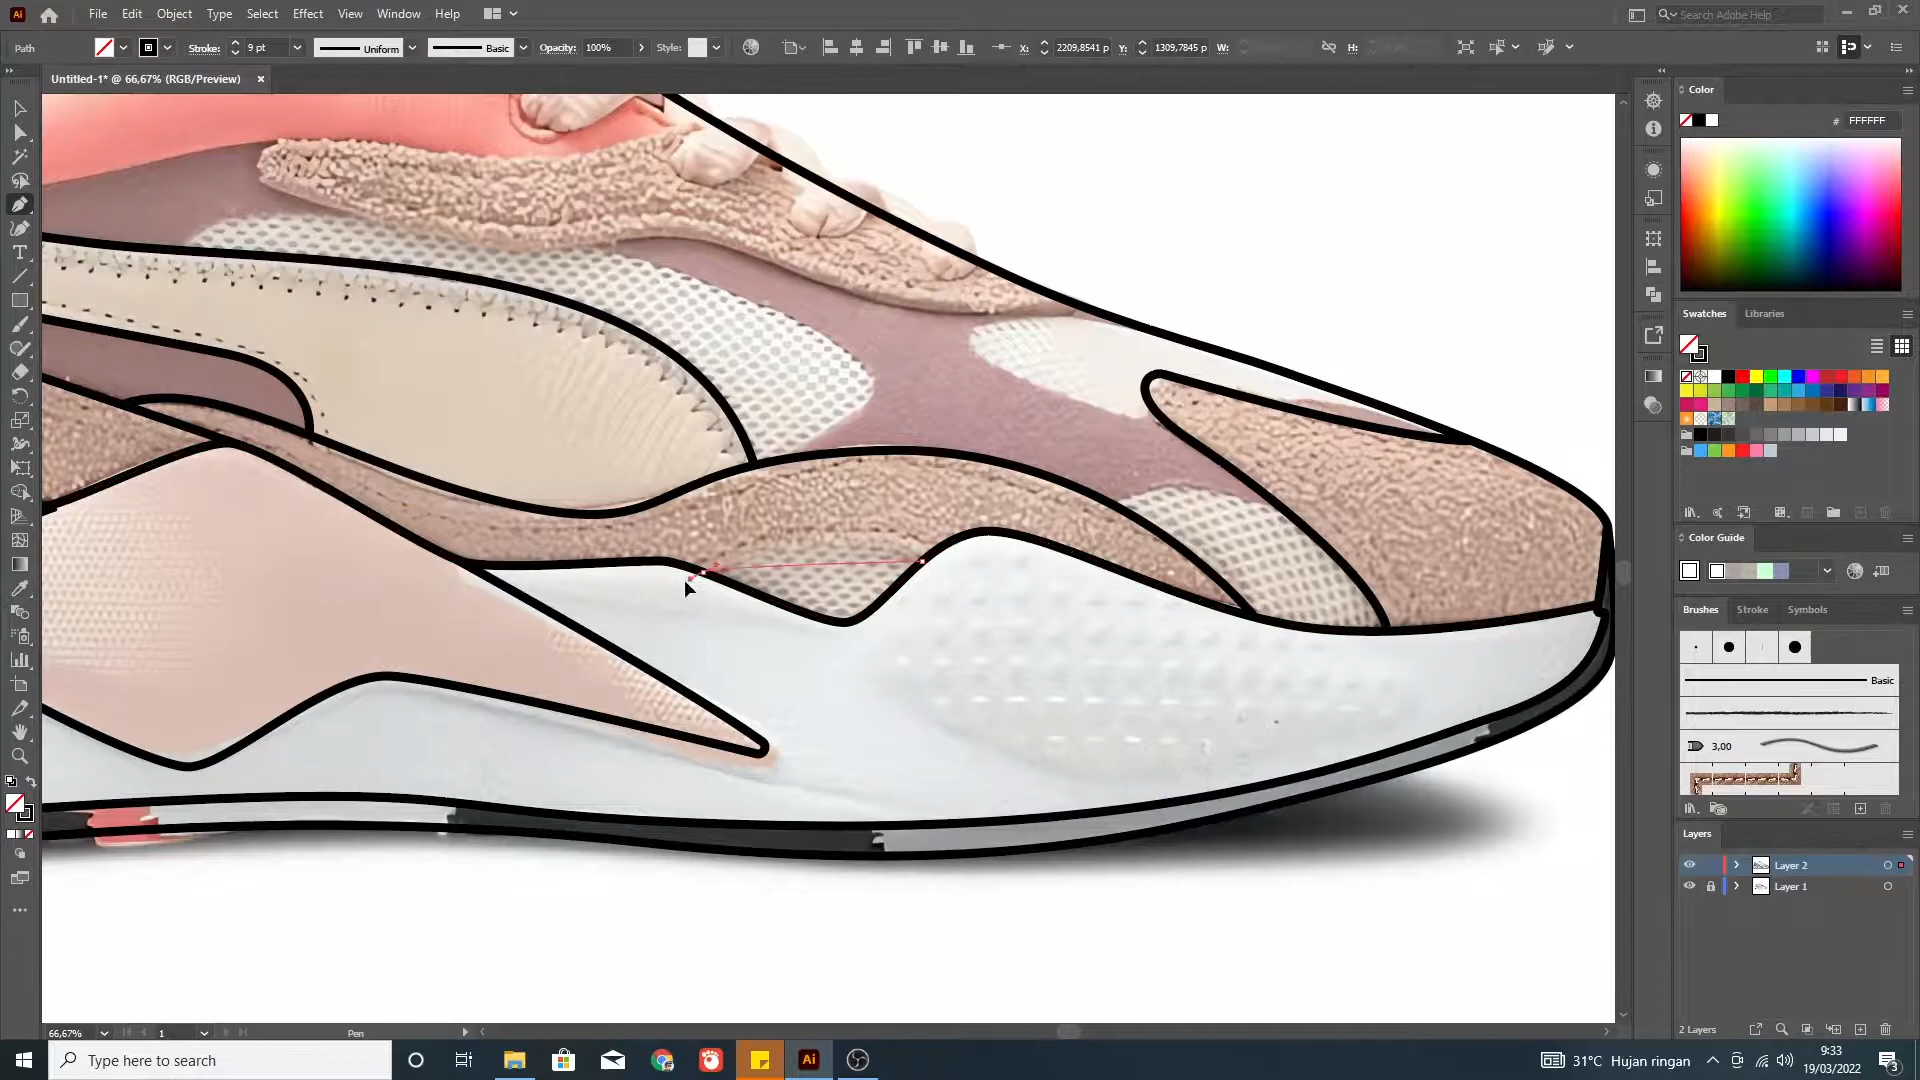 Ai File Edit Object Type Select Effect View Window Help Search Adobe Help
Path Stroke: 9 pt Uniform Basic Opacity: 100% Style: X: 2209,8541 p Y: 1309,7845 p W: H:
Untitled-1* @ 66,67% (RGB/Preview)
Color
# FFFFFF
Swatches Libraries
Color Guide
Brushes Stroke Symbols
Basic
3,00
Layers
Layer 2
Layer 1
2 Layers
66,67% 1 Pen
Type here to search
Ai
31°C Hujan ringan
9:33
19/03/2022
3